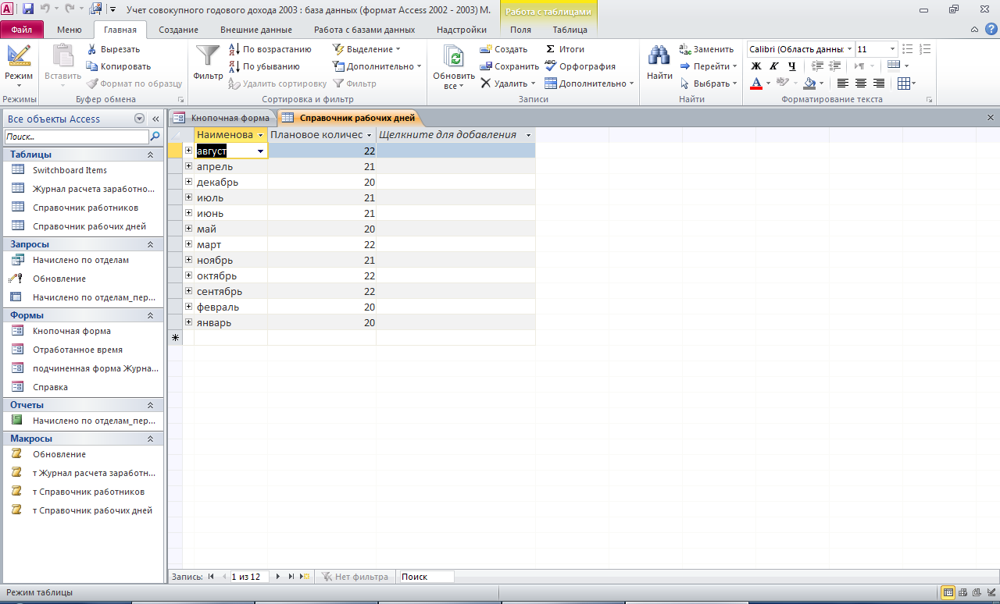 Учет совокупного годового дохода 2003 : база данных (формат Access 2002 - 2003) М.
Работа с таблицами
Файл Меню Главная Создание Внешние данные Работа с базами данных Надстройки Поля Таблица
Режим
Режимы
Вставить
Вырезать
Копировать
Формат по образцу
Буфер обмена
Фильтр
По возрастанию
По убыванию
Удалить сортировку
Выделение
Дополнительно
Фильтр
Сортировка и фильтр
Обновить
все
Создать
Сохранить
Удалить
Итоги
Орфография
Дополнительно
Записи
Найти
Заменить
Перейти
Выбрать
Найти
Calibri (Область данны: 11
Ж К Ч
Форматирование текста
Все объекты Access
Поиск...
Таблицы
Switchboard Items
Журнал расчета заработно...
Справочник работников
Справочник рабочих дней
Запросы
Начислено по отделам
Обновление
Начислено по отделам_пер...
Формы
Кнопочная форма
Отработанное время
подчиненная форма Журна...
Справка
Отчеты
Начислено по отделам_пер...
Макросы
Обновление
т Журнал расчета заработн...
т Справочник работников
т Справочник рабочих дней
Кнопочная форма Справочник рабочих дней
Наименова Плановое количес Щелкните для добавления
август 22
апрель 21
декабрь 20
июль 21
июнь 21
май 20
март 22
ноябрь 21
октябрь 22
сентябрь 22
февраль 20
январь 20
Запись: 1 из 12 Нет фильтра Поиск
Режим таблицы